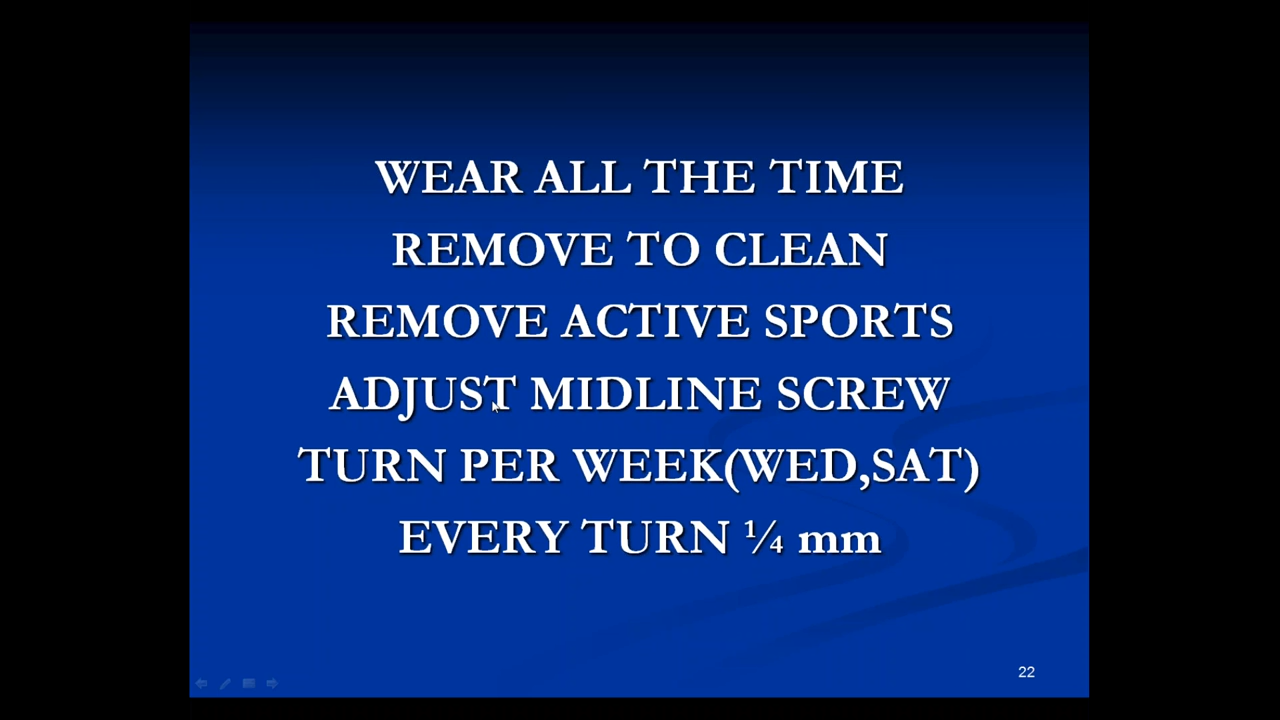 WEAR ALL THE TIME
REMOVE TO CLEAN
REMOVE ACTIVE SPORTS
ADJUST MIDLINE SCREW
TURN PER WEEK(WED,SAT)
EVERY TURN ¼ mm
22